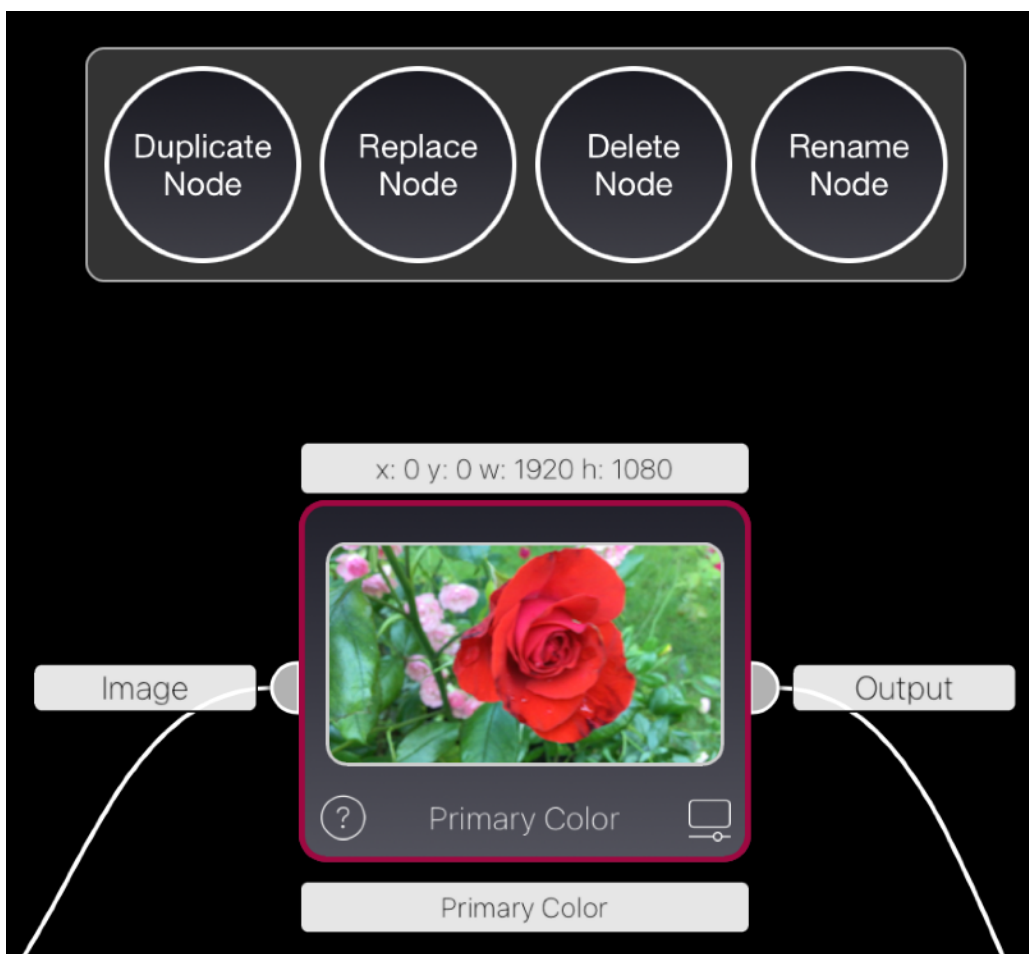 Duplicate
Node
Replace
Node
Delete
Node
Rename
Node
x: 0 y: 0 w: 1920 h: 1080
Image
Output
? Primary Color
Primary Color